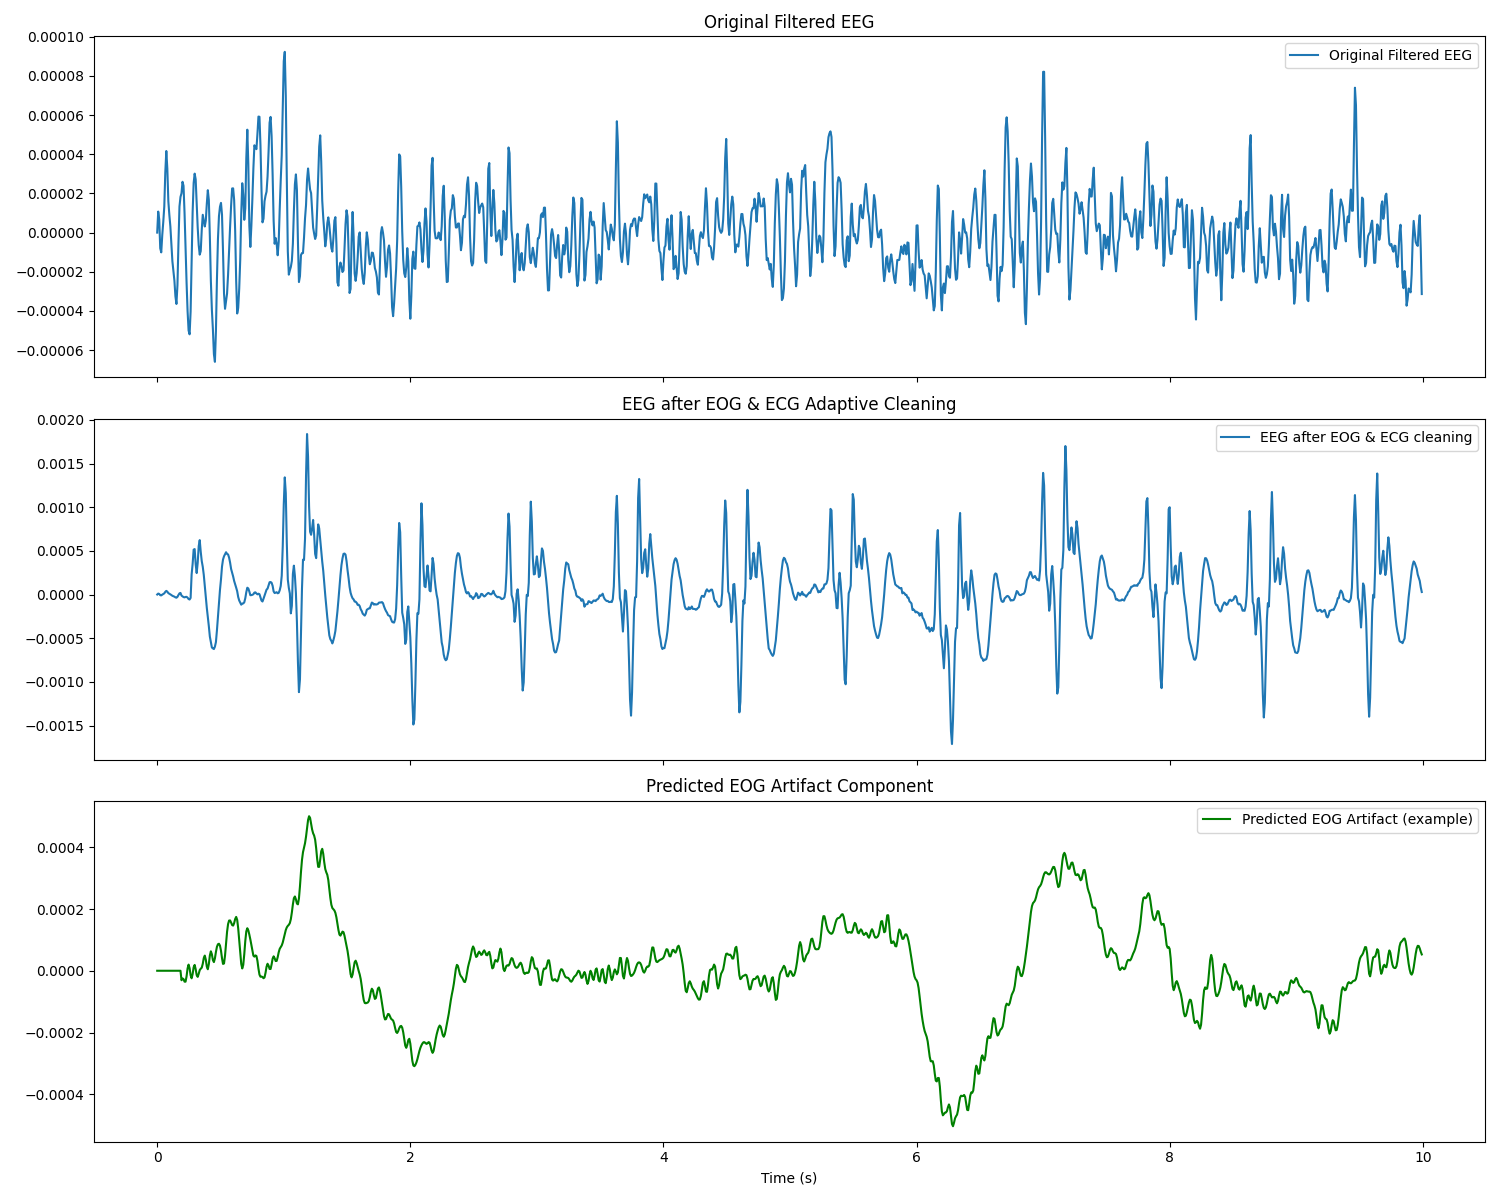 Original Filtered EEG
0.00010
0.00008
0.00006
0.00004
0.00002
0.00000
−0.00002
−0.00004
−0.00006
Original Filtered EEG
EEG after EOG & ECG Adaptive Cleaning
0.0020
0.0015
0.0010
0.0005
0.0000
−0.0005
−0.0010
−0.0015
EEG after EOG & ECG cleaning
Predicted EOG Artifact Component
0.0004
0.0002
0.0000
−0.0002
−0.0004
Predicted EOG Artifact (example)
0 2 4 6 8 10
Time (s)